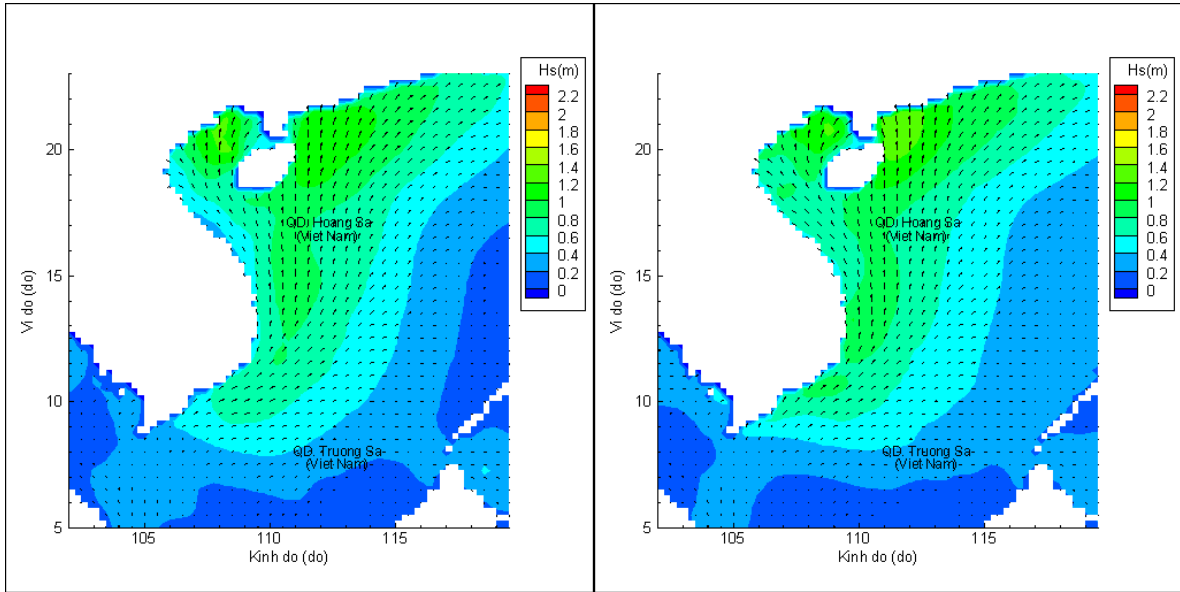 Hs(m)
2.2
2
1.8
1.6
1.4
1.2
1
0.8
0.6
0.4
0.2
0
20
15
10
5
Vi do (do)
QD. Hoang Sa
(Viet Nam)
QD. Truong Sa
(Viet Nam)
105
110
115
Kinh do (do)
Hs(m)
2.2
2
1.8
1.6
1.4
1.2
1
0.8
0.6
0.4
0.2
0
20
15
10
5
Vi do (do)
QD. Hoang Sa
(Viet Nam)
QD. Truong Sa
(Viet Nam)
105
110
115
Kinh do (do)